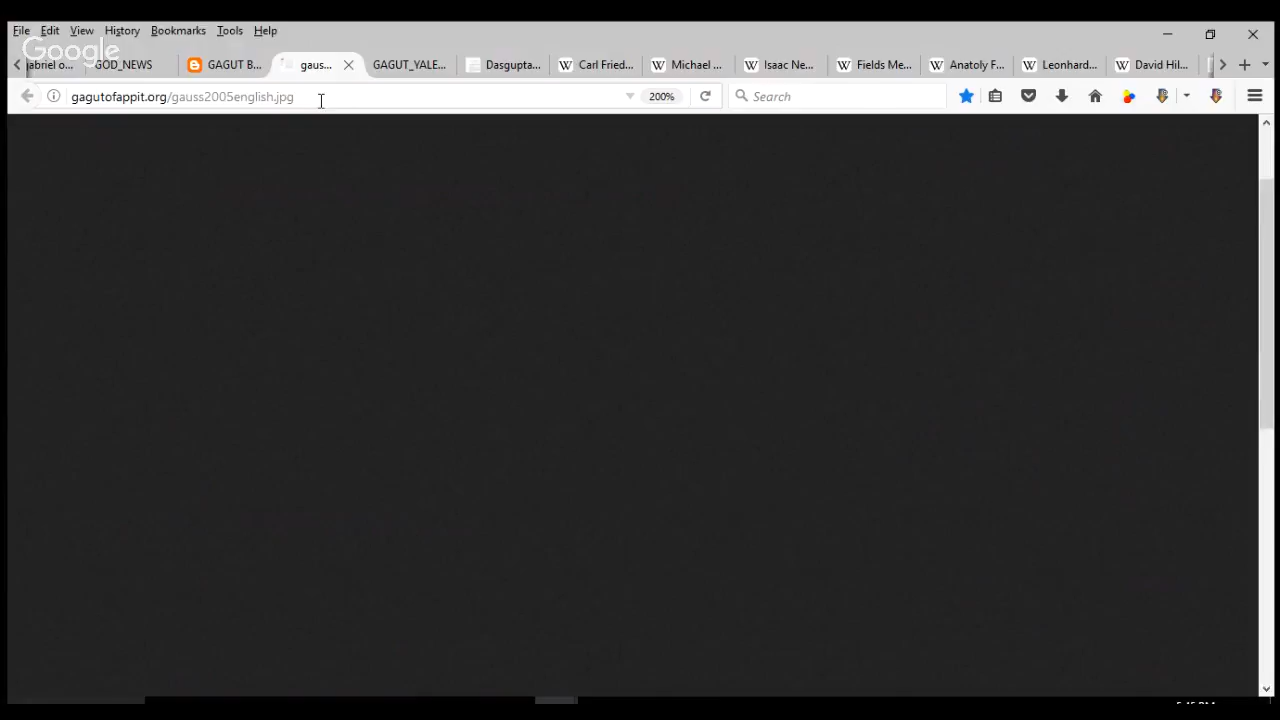 File Edit View History Bookmarks Tools Help
Google
abriel o... GOD_NEWS GAGUT B... gaus... GAGUT_YALE... Dasgupta... Carl Fried... Michael ... Isaac Ne... Fields Me... Anatoly F... Leonhard... David Hil...
gagutofappit.org/gauss2005english.jpg 200% Search